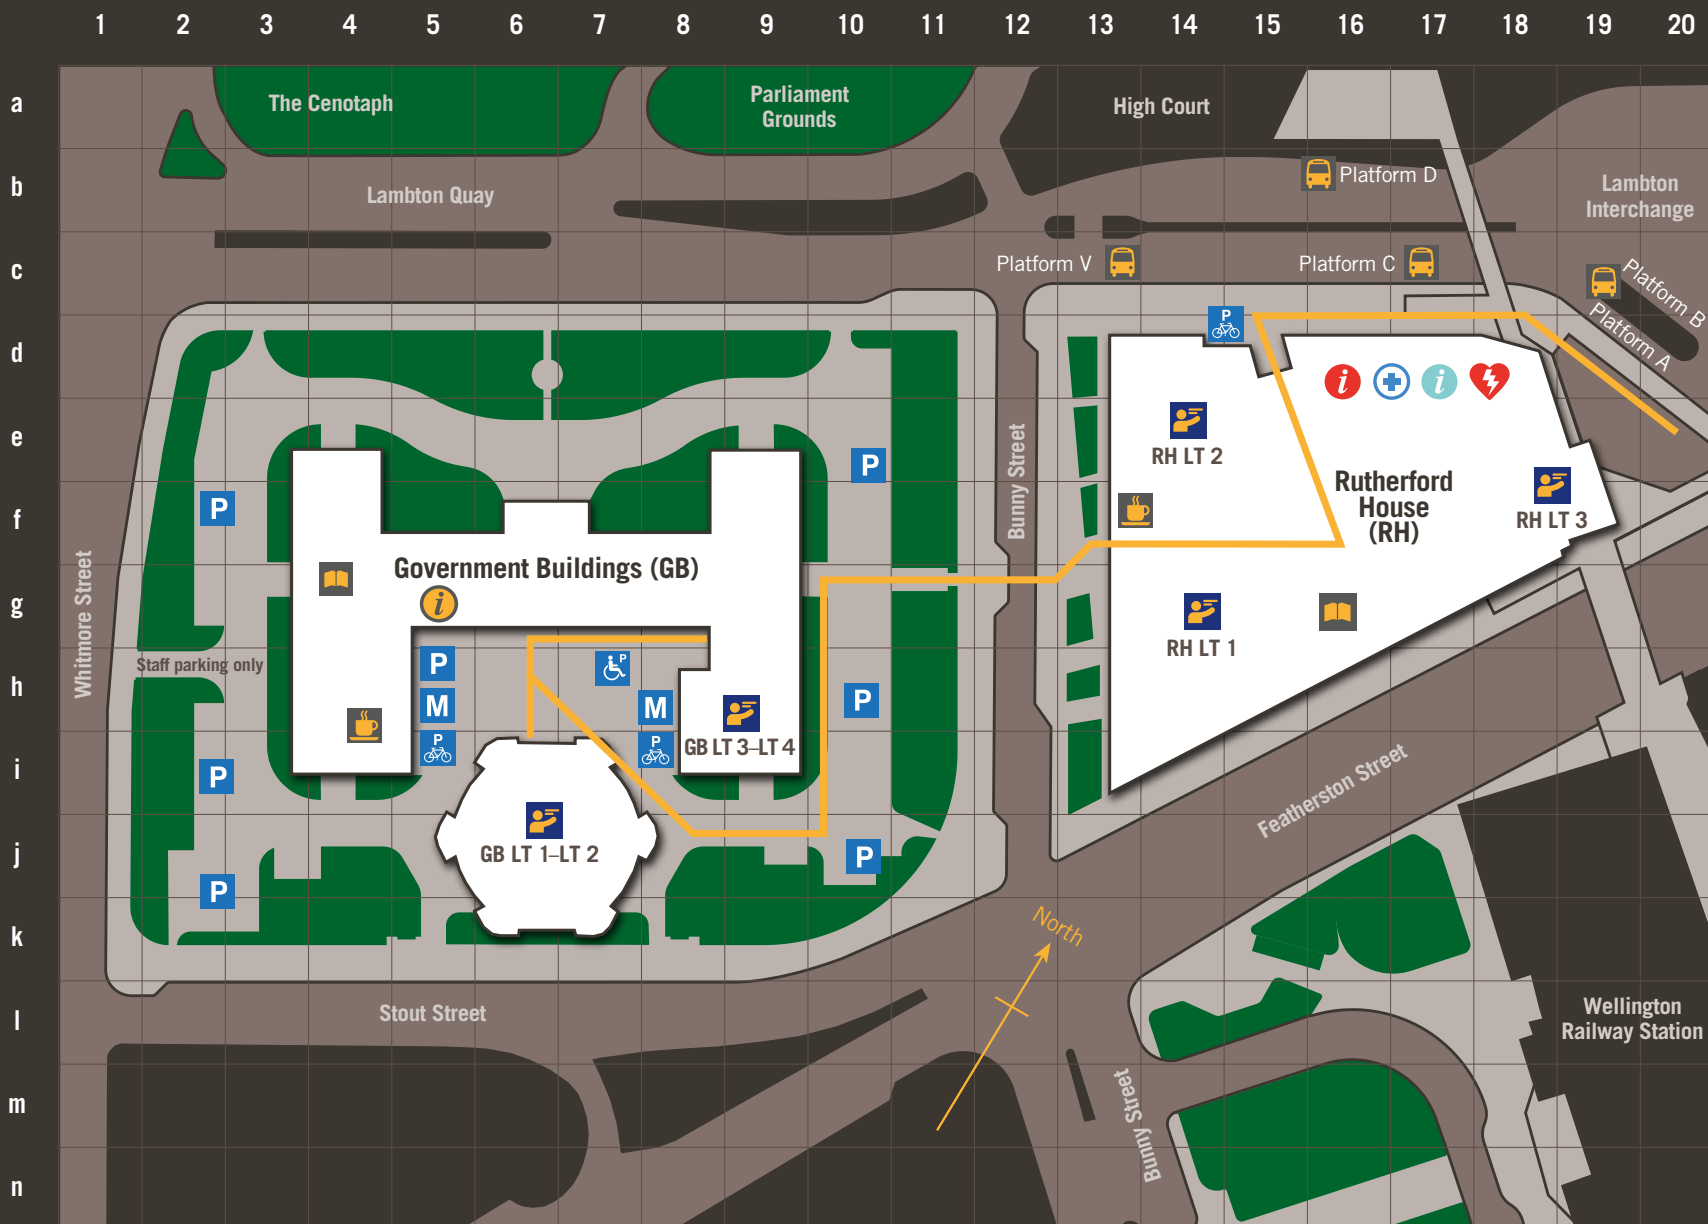 1 2 3 4 5 6 7 8 9 10 11 12 13 14 15 16 17 18 19 20
a
The Cenotaph
Parliament
Grounds
High Court
b
Lambton Quay
Platform D
Lambton
Interchange
c
Platform V
Platform C
Platform B
Platform A
d
P
i
i
e
P
RH LT 2
Bunny Street
Rutherford
House
(RH)
f
P
RH LT 3
Whitmore Street
Government Buildings (GB)
g
i
RH LT 1
h
Staff parking only
P
P
M
M
P
GB LT 3–LT 4
i
P
P
P
Featherston Street
j
GB LT 1–LT 2
P
P
k
North
l
Stout Street
Wellington
Railway Station
m
Bunny Street
n